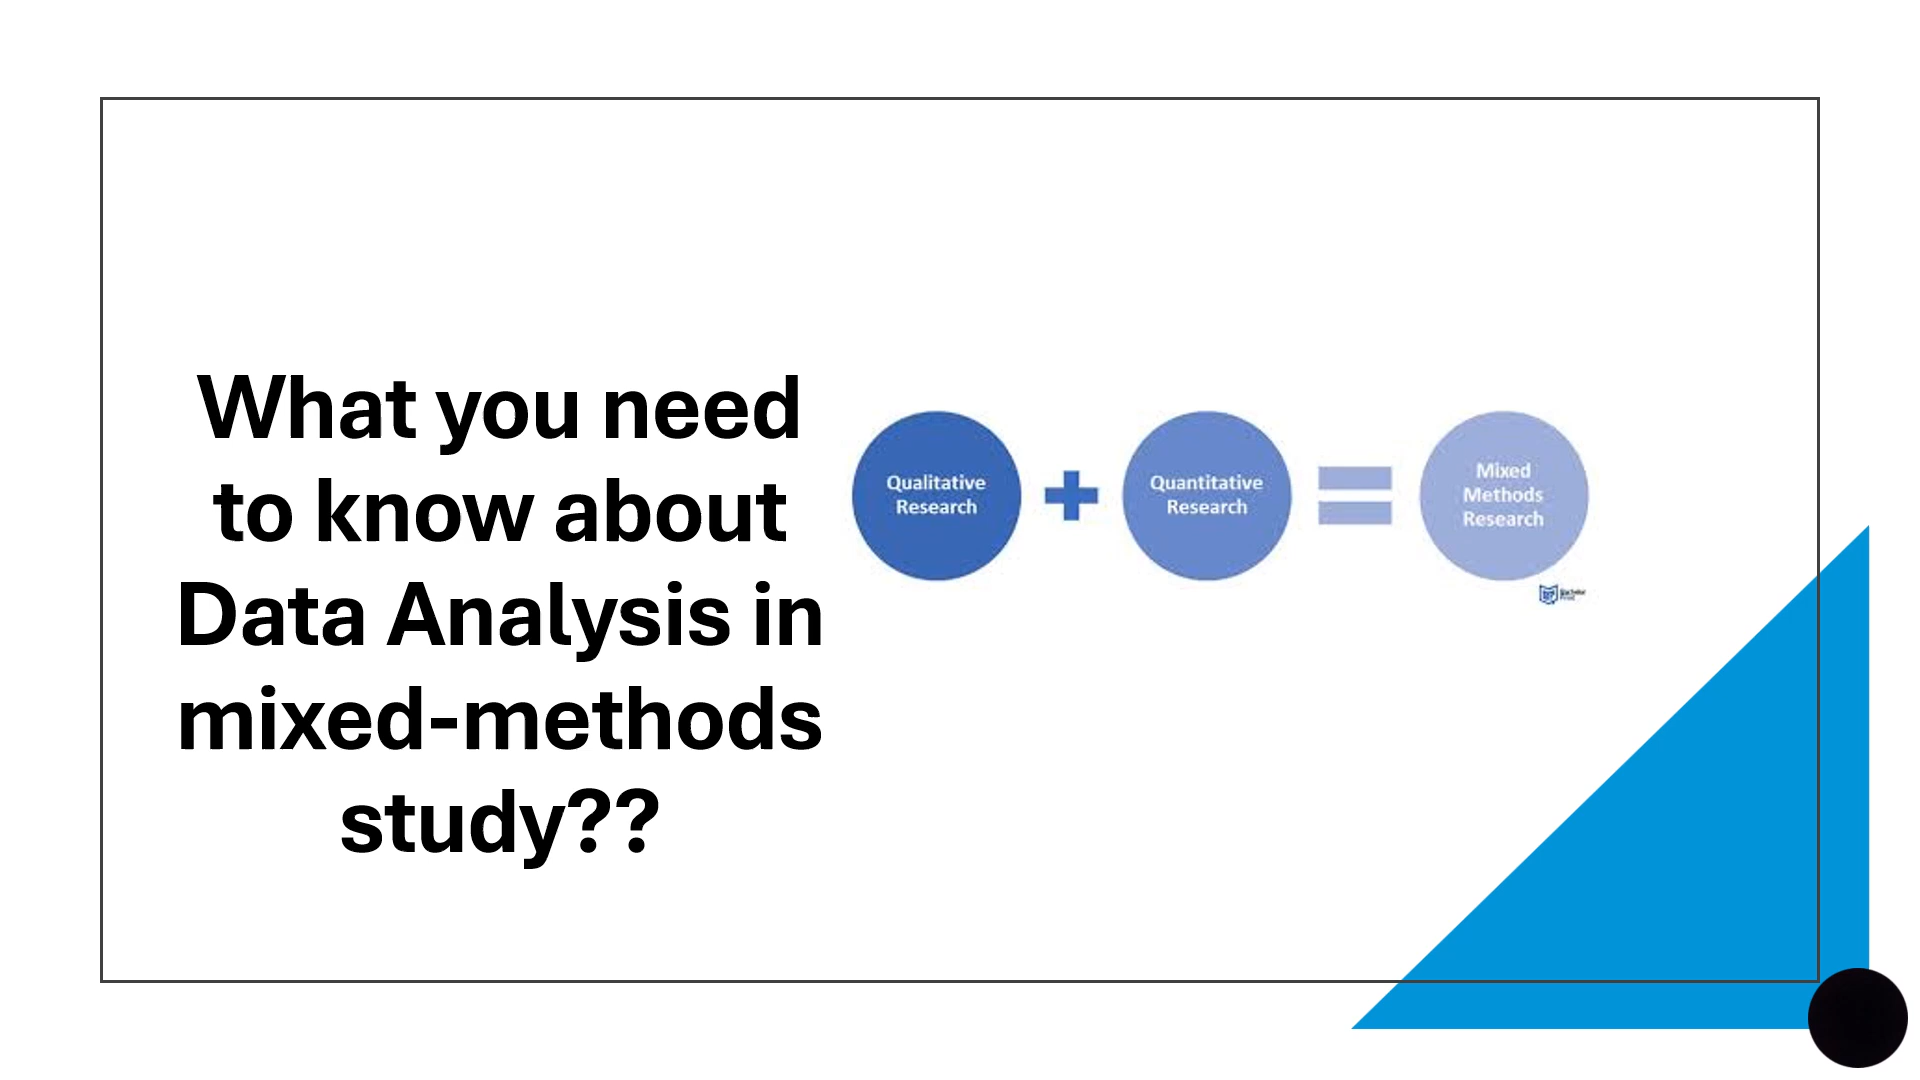 What you need
to know about
Data Analysis in
mixed-methods
study??
Qualitative
Research
Quantitative
Research
Mixed
Methods
Research